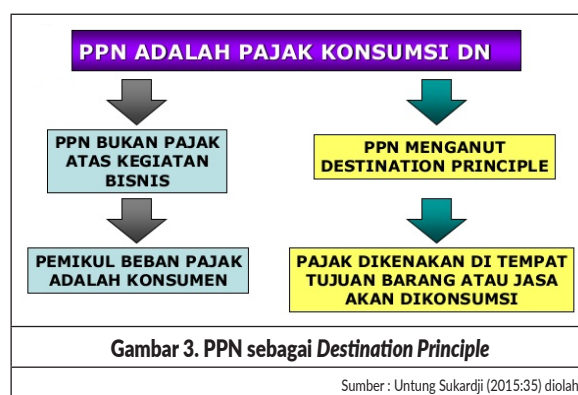 PPN ADALAH PAJAK KONSUMSI DN
PPN BUKAN PAJAK
ATAS KEGIATAN
BISNIS
PEMIKUL BEBAN PAJAK
ADALAH KONSUMEN
PPN MENGANUT
DESTINATION PRINCIPLE
PAJAK DIKENAKAN DI TEMPAT
TUJUAN BARANG ATAU JASA
AKAN DIKONSUMSI
Gambar 3. PPN sebagai Destination Principle
Sumber : Untung Sukardji (2015:35) diolah